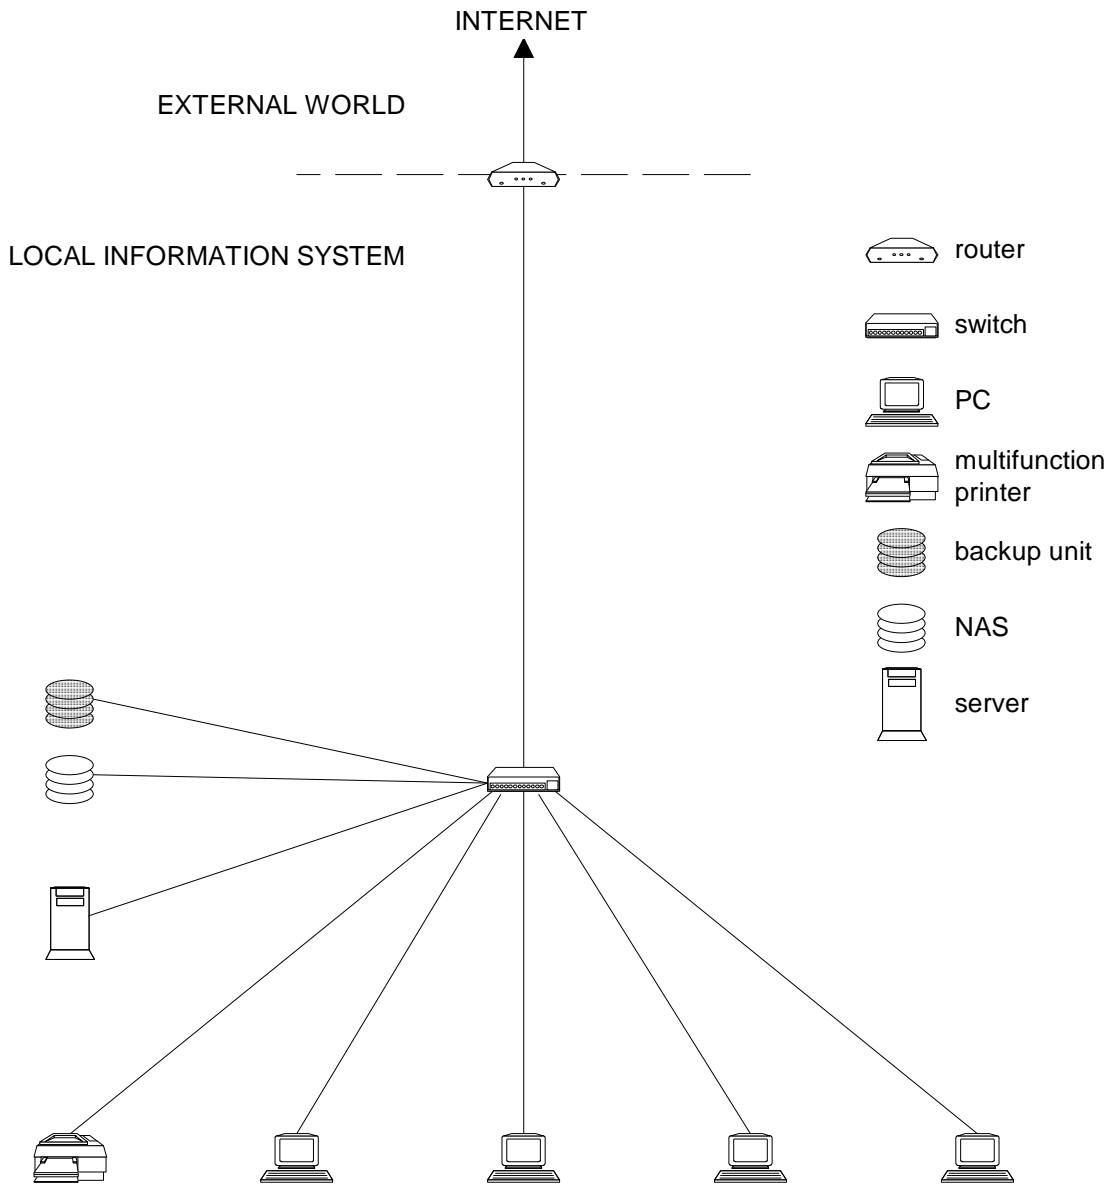 INTERNET
EXTERNAL WORLD
LOCAL INFORMATION SYSTEM
router
switch
PC
multifunction
printer
backup unit
NAS
server